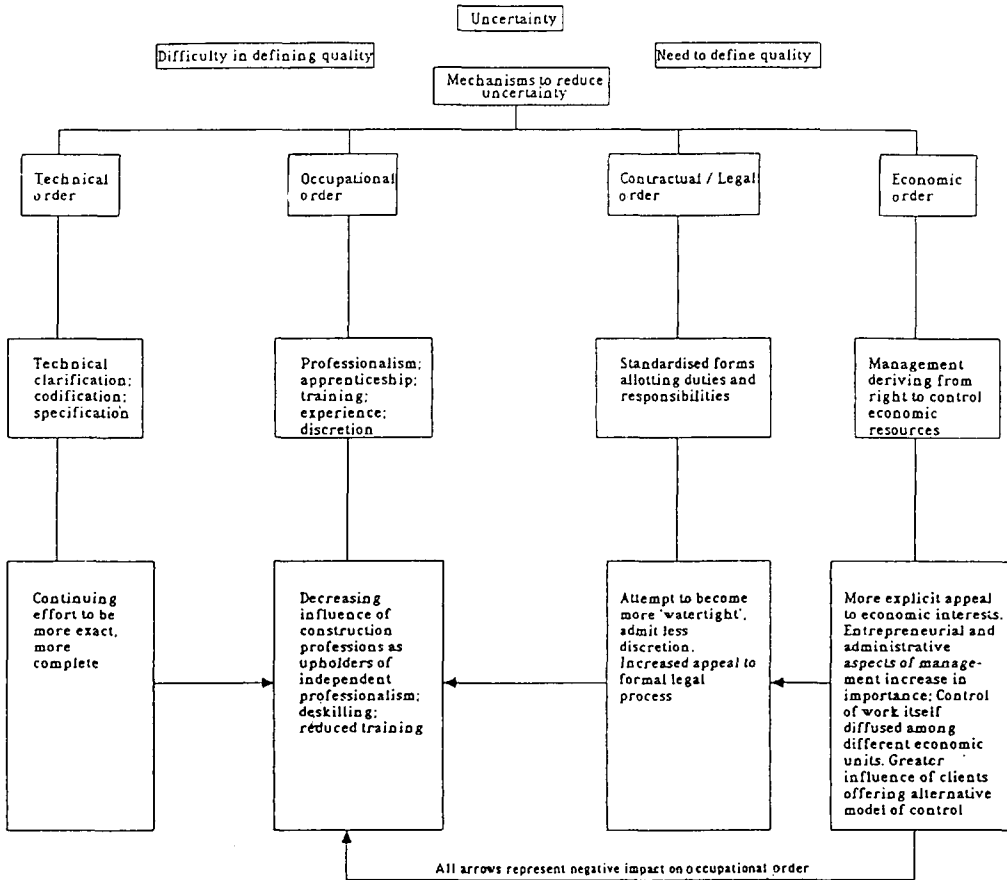 Uncertainty
Difficulty in defining quality
Need to define quality
Mechanisms to reduce
uncertainty
Technical
order
Occupational
order
Contractual / Legal
order
Economic order
Technical
clarification;
codification;
specification
Professionalism;
apprenticeship;
training;
experience;
discretion
Standardised forms
allotting duties and
responsibilities
Management
deriving from
right to control
economic
resources
Continuing
effort to be
more exact,
more
complete
Decreasing
influence of
construction
professions as
upholders of
independent
professionalism;
deskilling;
reduced training
Attempt to become
more 'watertight',
admit less
discretion.
Increased appeal to
formal legal
process
More explicit appeal
to economic interests.
Entrepreneurial and
administrative
aspects of manage-
ment increase in
importance; Control
of work itself
diffused among
different economic
units. Greater
influence of clients
offering alternative
model of control
All arrows represent negative impact on occupational order